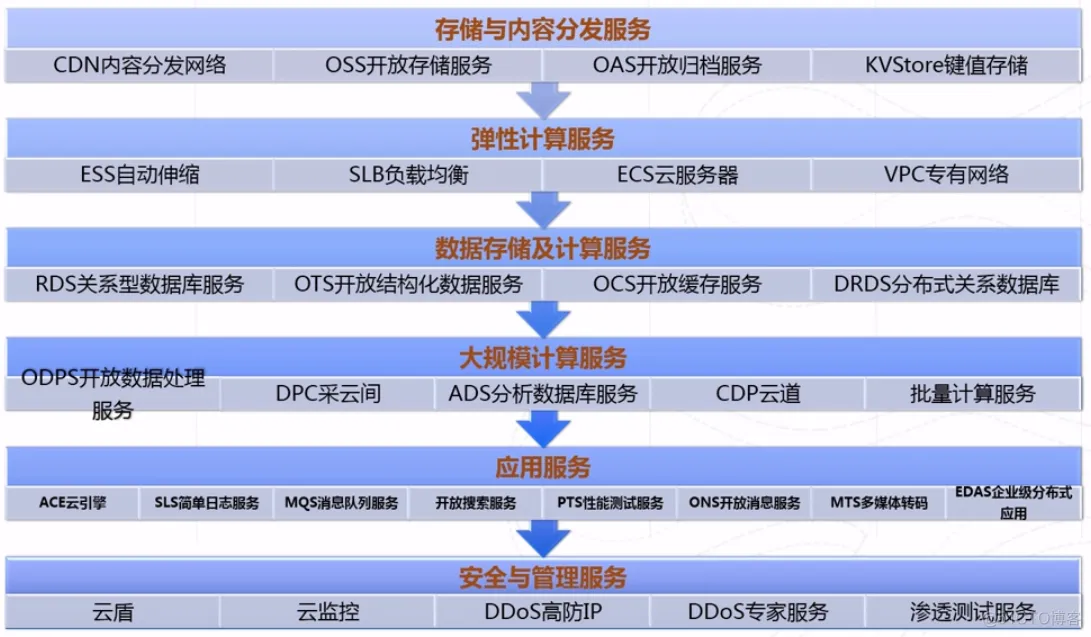 存储与内容分发服务
CDN内容分发网络 OSS开放存储服务 OAS开放归档服务 KVStore键值存储
弹性计算服务
ESS自动伸缩 SLB负载均衡 ECS云服务器 VPC专有网络
数据存储及计算服务
RDS关系型数据库服务 OTS开放结构化数据服务 OCS开放缓存服务 DRDS分布式关系数据库
大规模计算服务
ODPS开放数据处理
服务
DPC采云间 ADS分析数据库服务 CDP云道 批量计算服务
应用服务
ACE云引擎 SLS简单日志服务 MQS消息队列服务 开放搜索服务 PTS性能测试服务 ONS开放消息服务 MTS多媒体转码
EDAS企业级分布式
应用
安全与管理服务
云盾 云监控 DDoS高防IP DDoS专家服务 渗透测试服务
@51CTO博客